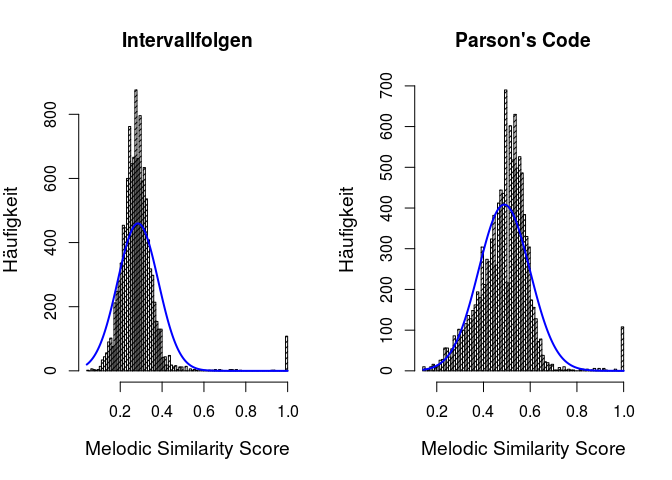 Intervallfolgen
Häufigkeit
0
200
400
600
800
0.2 0.4 0.6 0.8 1.0
Melodic Similarity Score
Parson's Code
Häufigkeit
0
100
200
300
400
500
600
700
0.2 0.4 0.6 0.8 1.0
Melodic Similarity Score